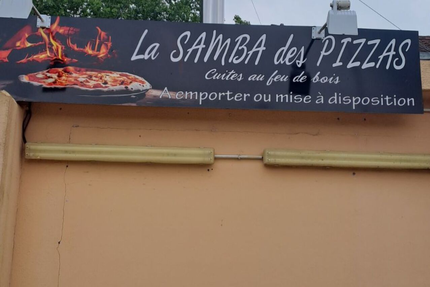 La SAMBA des PIZZAS
Cuites au feu de bois
A emporter ou mise à disposition